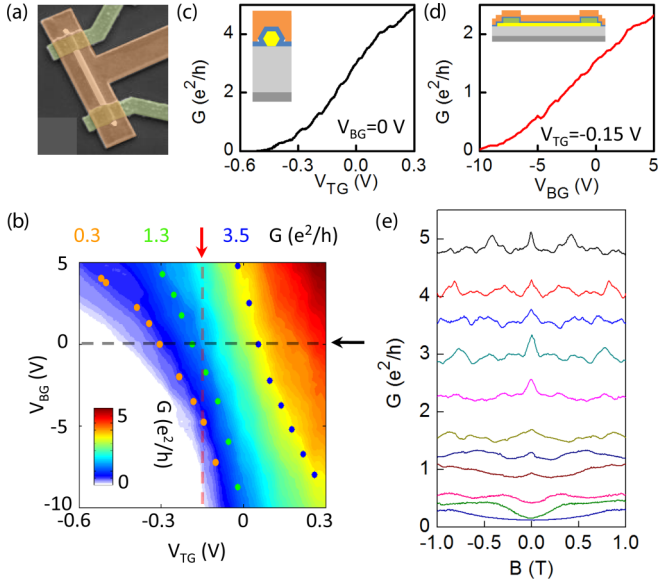 (a)
(c)
G (e²/h)
4
2
0
V_BG=0 V
-0.6
-0.3
0.0
0.3
V_TG (V)
(d)
G (e²/h)
2
1
0
V_TG=-0.15 V
-10
-5
0
5
V_BG (V)
(b)
0.3
1.3
3.5
G (e²/h)
V_BG (V)
5
0
-5
-10
5
0
G (e²/h)
-0.6
-0.3
0
0.3
V_TG (V)
(e)
G (e²/h)
5
4
3
2
1
0
-1.0
-0.5
0.0
0.5
1.0
B (T)